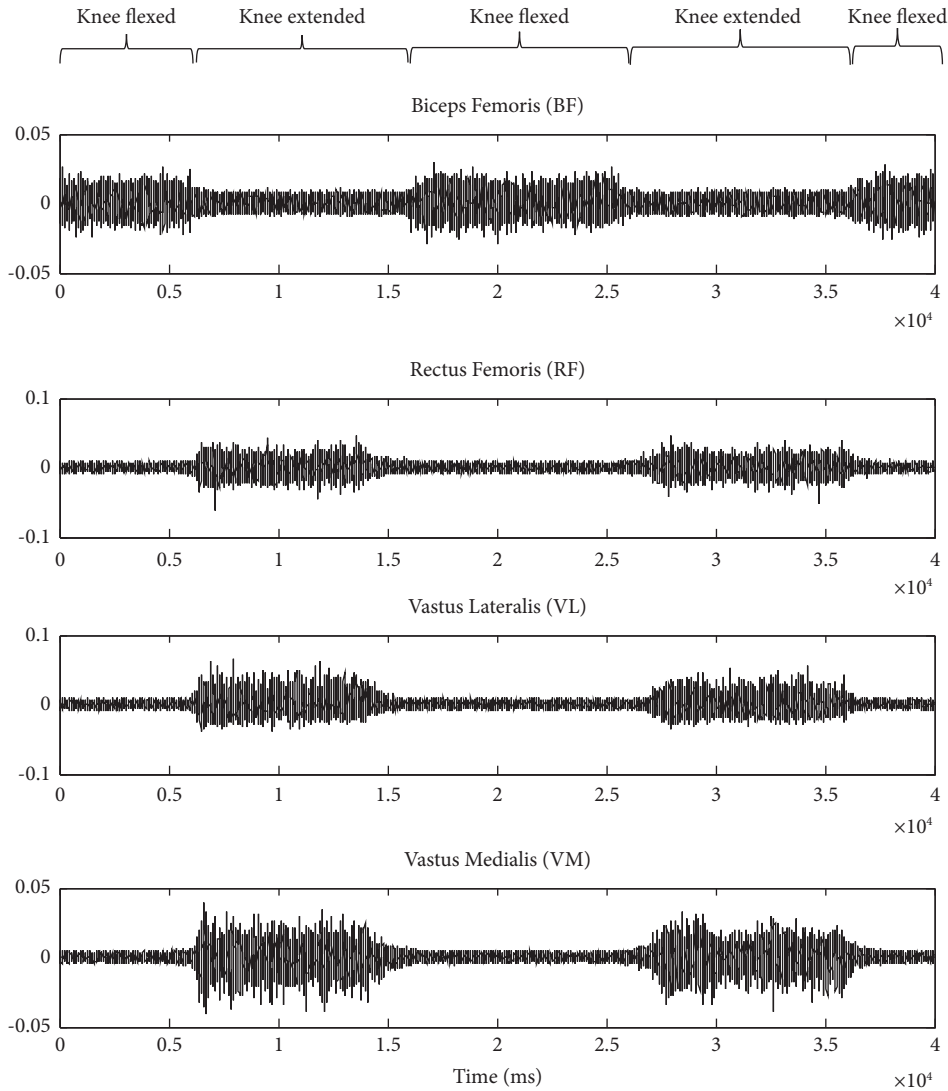 Knee flexed Knee extended Knee flexed Knee extended Knee flexed
Biceps Femoris (BF)
0.05
0
-0.05
0 0.5 1 1.5 2 2.5 3 3.5 4
×10⁴
Rectus Femoris (RF)
0.1
0
-0.1
0 0.5 1 1.5 2 2.5 3 3.5 4
×10⁴
Vastus Lateralis (VL)
0.1
0
-0.1
0 0.5 1 1.5 2 2.5 3 3.5 4
×10⁴
Vastus Medialis (VM)
0.05
0
-0.05
0 0.5 1 1.5 2 2.5 3 3.5 4
Time (ms)
×10⁴